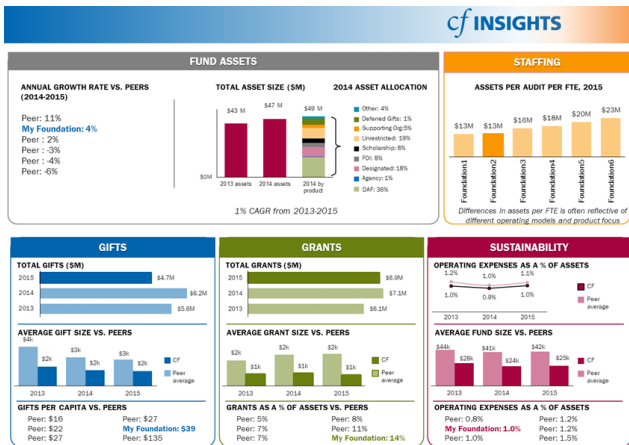 cf INSIGHTS
FUND ASSETS
STAFFING
ANNUAL GROWTH RATE VS. PEERS
(2014-2015)
Peer: 11%
My Foundation: 4%
Peer : 2%
Peer : -3%
Peer : -4%
Peer: -6%
TOTAL ASSET SIZE ($M)
$43 M
$47 M
$49 M
$0M
2013 assets
2014 assets
2014 by
product
2014 ASSET ALLOCATION
Other: 4%
Deferred Gifts: 1%
Supporting Org:5%
Unrestricted: 19%
Scholarship: 8%
FOI: 8%
Designated: 18%
Agency: 1%
DAF: 36%
1% CAGR from 2013-2015
ASSETS PER AUDIT PER FTE, 2015
$13M
$13M
$16M
$18M
$20M
$23M
Foundation1
Foundation2
Foundation3
Foundation4
Foundation5
Foundation6
Differences in assets per FTE is often reflective of
different operating models and product focus
GIFTS
TOTAL GIFTS ($M)
2015
$4.7M
2014
$6.2M
2013
$5.6M
AVERAGE GIFT SIZE VS. PEERS
$4k
$2k
$3k
$2k
$3k
$2k
CF
Peer
average
2013
2014
2015
GIFTS PER CAPITA VS. PEERS
Peer: $16
Peer: $22
Peer: $27
Peer: $27
My Foundation: $39
Peer: $135
GRANTS
TOTAL GRANTS ($M)
2015
$6.9M
2014
$7.1M
2013
$6.1M
AVERAGE GRANT SIZE VS. PEERS
$2k
$1k
$2k
$1k
$2k
$1k
CF
Peer
average
2013
2014
2015
GRANTS AS A % OF ASSETS VS. PEERS
Peer: 5%
Peer: 7%
Peer: 7%
Peer: 8%
Peer: 11%
My Foundation: 14%
SUSTAINABILITY
OPERATING EXPENSES AS A % OF ASSETS
1.2%
1.0%
1.1%
1.0%
0.9%
1.0%
CF
Peer
average
2013
2014
2015
AVERAGE FUND SIZE VS. PEERS
$44k
$28k
$41k
$24k
$42k
$25k
CF
Peer
average
2013
2014
2015
OPERATING EXPENSES AS A % OF ASSETS
Peer: 0.8%
My Foundation: 1.0%
Peer: 1.0%
Peer: 1.2%
Peer: 1.2%
Peer: 1.5%